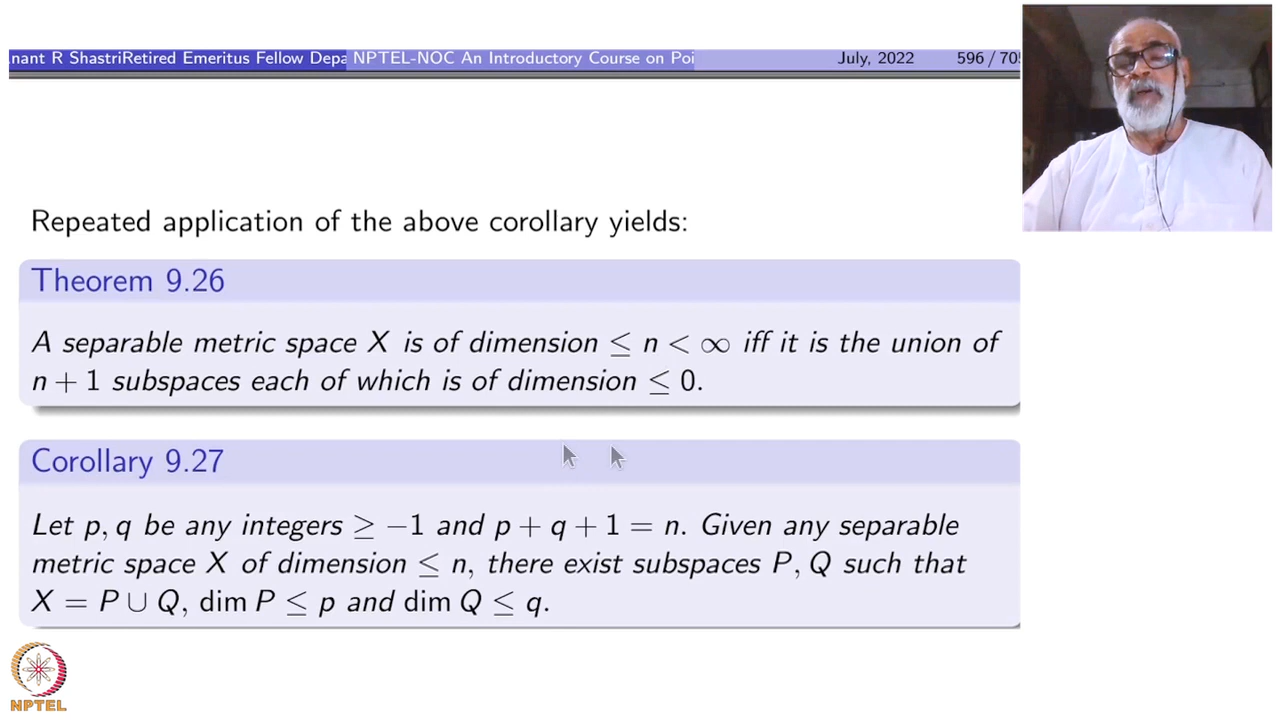 .nant R ShastriRetired Emeritus Fellow Depa NPTEL-NOC An Introductory Course on Poi July, 2022 596 / 705
Repeated application of the above corollary yields:
Theorem 9.26
A separable metric space X is of dimension ≤ n < ∞ iff it is the union of
n + 1 subspaces each of which is of dimension ≤ 0.
Corollary 9.27
Let p, q be any integers ≥ −1 and p + q + 1 = n. Given any separable
metric space X of dimension ≤ n, there exist subspaces P, Q such that
X = P ∪ Q, dim P ≤ p and dim Q ≤ q.
NPTEL